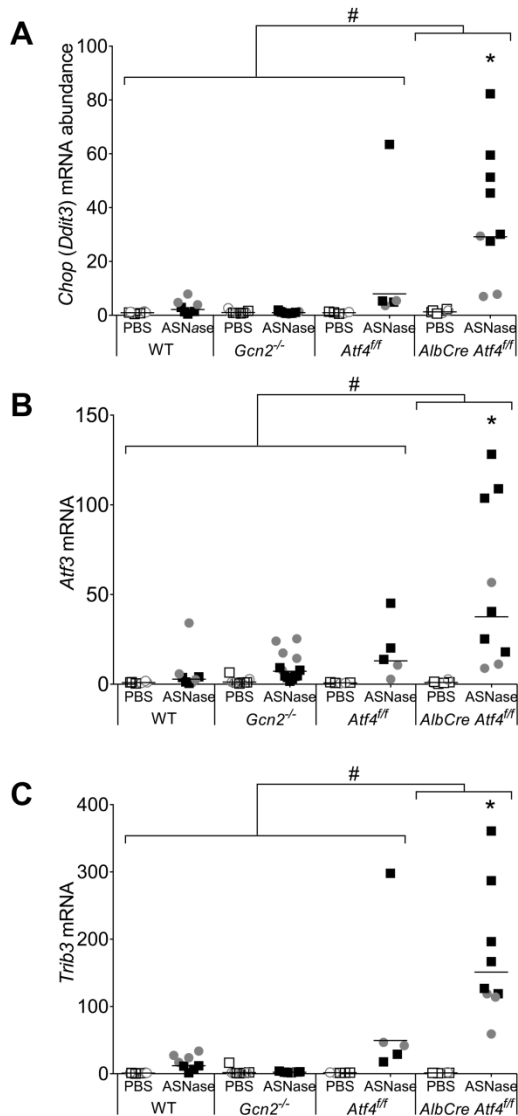 A
#
*
Chop (Ddit3) mRNA abundance
100
80
60
40
20
0
PBS ASNase PBS ASNase PBS ASNase PBS ASNase
WT Gcn2-/- Atf4f/f AlbCre Atf4f/f
B
#
*
Atf3 mRNA
150
100
50
0
PBS ASNase PBS ASNase PBS ASNase PBS ASNase
WT Gcn2-/- Atf4f/f AlbCre Atf4f/f
C
#
*
Trib3 mRNA
400
300
200
100
0
PBS ASNase PBS ASNase PBS ASNase PBS ASNase
WT Gcn2-/- Atf4f/f AlbCre Atf4f/f